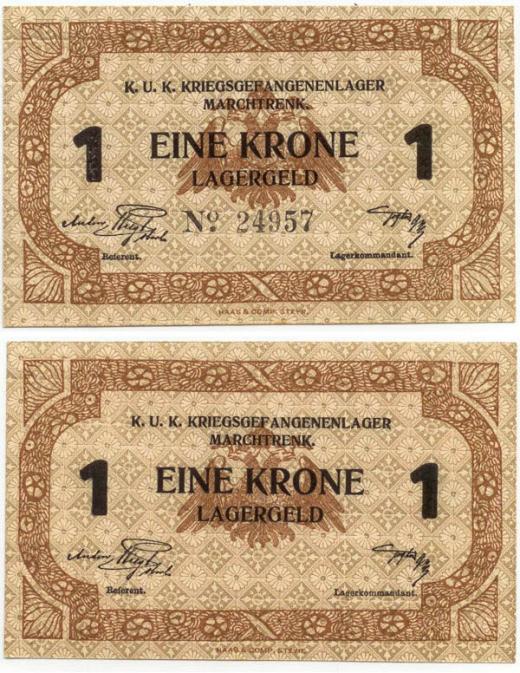 K. U. K. KRIEGSGEFANGENENLAGER
MARCHTRENK.
1 EINE KRONE 1
LAGERGELD
No. 24957
Referent. Lagerkommandant.
HAAS & COMP. STEYR.
K. U. K. KRIEGSGEFANGENENLAGER
MARCHTRENK.
1 EINE KRONE 1
LAGERGELD
Referent. Lagerkommandant.
HAAS & COMP. STEYR.